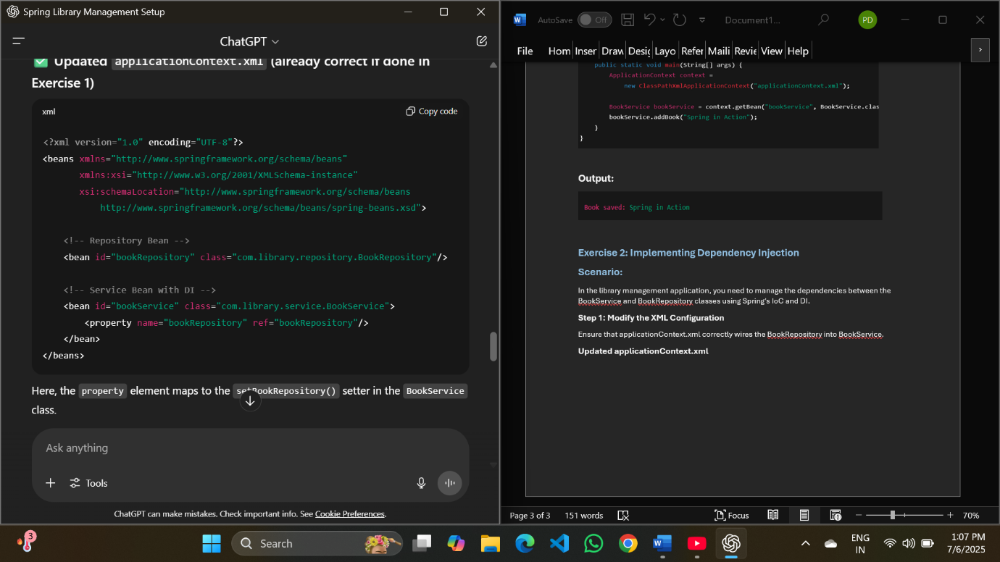 Spring Library Management Setup
ChatGPT
✅ Updated applicationContext.xml (already correct if done in
Exercise 1)
xml
Copy code
<?xml version="1.0" encoding="UTF-8"?>
<beans xmlns="http://www.springframework.org/schema/beans"
xmlns:xsi="http://www.w3.org/2001/XMLSchema-instance"
xsi:schemaLocation="http://www.springframework.org/schema/beans
http://www.springframework.org/schema/beans/spring-beans.xsd">
<!-- Repository Bean -->
<bean id="bookRepository" class="com.library.repository.BookRepository"/>
<!-- Service Bean with DI -->
<bean id="bookService" class="com.library.service.BookService">
<property name="bookRepository" ref="bookRepository"/>
</bean>
</beans>
Here, the property element maps to the setBookRepository() setter in the BookService
class.
Ask anything
Tools
ChatGPT can make mistakes. Check important info. See Cookie Preferences.
AutoSave Off
Document1...
PD
File Hom Inser Draw Desig Layo Refer Maili Revie View Help
public static void main(String[] args) {
ApplicationContext context =
new ClassPathXmlApplicationContext("applicationContext.xml");
BookService bookService = context.getBean("bookService", BookService.clas
bookService.addBook("Spring in Action");
}
}
Output:
Book saved: Spring in Action
Exercise 2: Implementing Dependency Injection
Scenario:
In the library management application, you need to manage the dependencies between the
BookService and BookRepository classes using Spring's IoC and DI.
Step 1: Modify the XML Configuration
Ensure that applicationContext.xml correctly wires the BookRepository into BookService.
Updated applicationContext.xml
Page 3 of 3 151 words Focus 70%
3
Search
ENG
IN
1:07 PM
7/6/2025